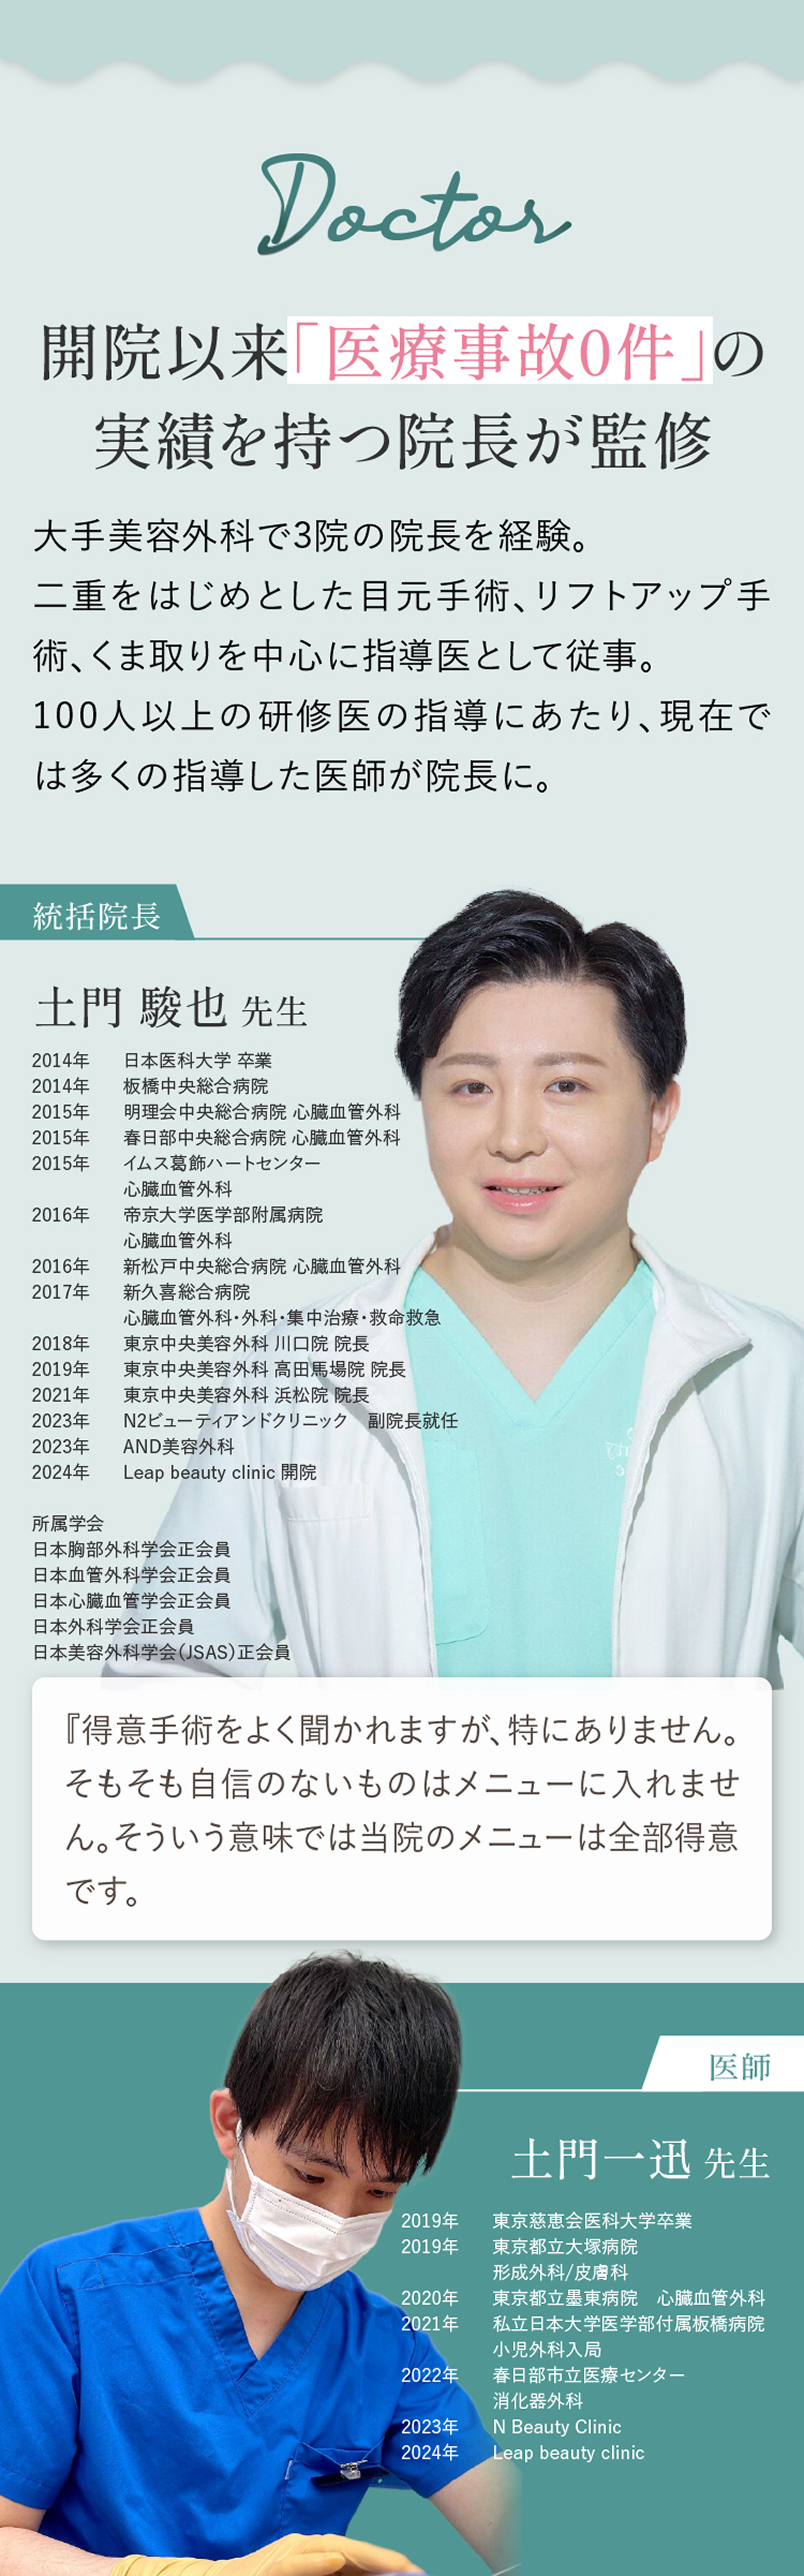 Doctor
開院以来「医療事故0件」の
実績を持つ院長が監修
大手美容外科で3院の院長を経験。
二重をはじめとした目元手術、リフトアップ手
術、くま取りを中心に指導医として従事。
100人以上の研修医の指導にあたり、現在で
は多くの指導した医師が院長に。
統括院長
土門 駿也 先生
2014年 日本医科大学 卒業
2014年 板橋中央総合病院
2015年 明理会中央総合病院 心臓血管外科
2015年 春日部中央総合病院 心臓血管外科
2015年 イムス葛飾ハートセンター
心臓血管外科
2016年 帝京大学医学部附属病院
心臓血管外科
2016年 新松戸中央総合病院 心臓血管外科
2017年 新久喜総合病院
心臓血管外科・外科・集中治療・救命救急
2018年 東京中央美容外科 川口院 院長
2019年 東京中央美容外科 高田馬場院 院長
2021年 東京中央美容外科 浜松院 院長
2023年 N2ビューティアンドクリニック 副院長就任
2023年 AND美容外科
2024年 Leap beauty clinic 開院
所属学会
日本胸部外科学会正会員
日本血管外科学会正会員
日本心臓血管学会正会員
日本外科学会正会員
日本美容外科学会(JSAS)正会員
『得意手術をよく聞かれますが、特にありません。
そもそも自信のないものはメニューに入れませ
ん。そういう意味では当院のメニューは全部得意
です。
医師
土門一迅 先生
2019年 東京慈恵会医科大学卒業
2019年 東京都立大塚病院
形成外科/皮膚科
2020年 東京都立墨東病院 心臓血管外科
2021年 私立日本大学医学部付属板橋病院
小児外科入局
2022年 春日部市立医療センター
消化器外科
2023年 N Beauty Clinic
2024年 Leap beauty clinic